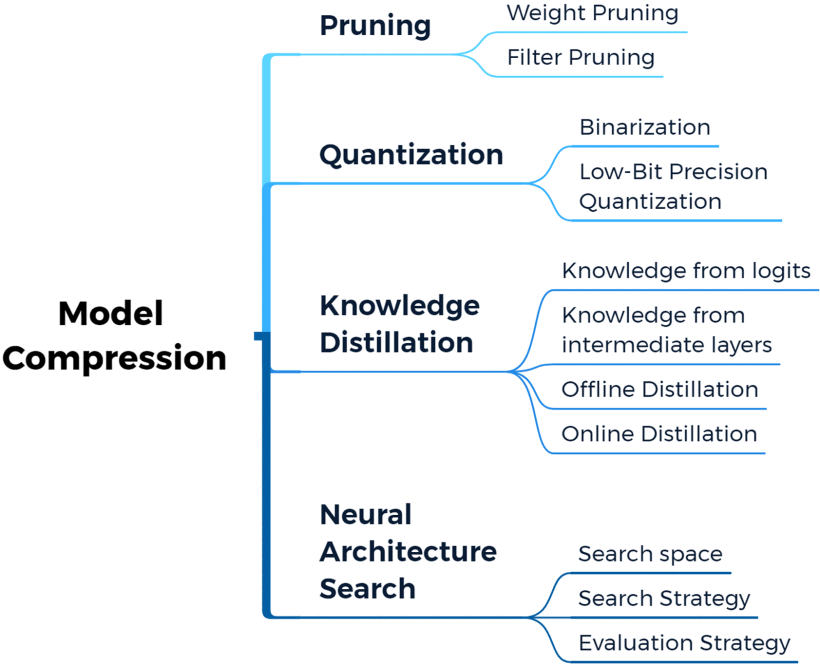 Model
Compression
Pruning
Weight Pruning
Filter Pruning
Quantization
Binarization
Low-Bit Precision
Quantization
Knowledge
Distillation
Knowledge from logits
Knowledge from
intermediate layers
Offline Distillation
Online Distillation
Neural
Architecture
Search
Search space
Search Strategy
Evaluation Strategy